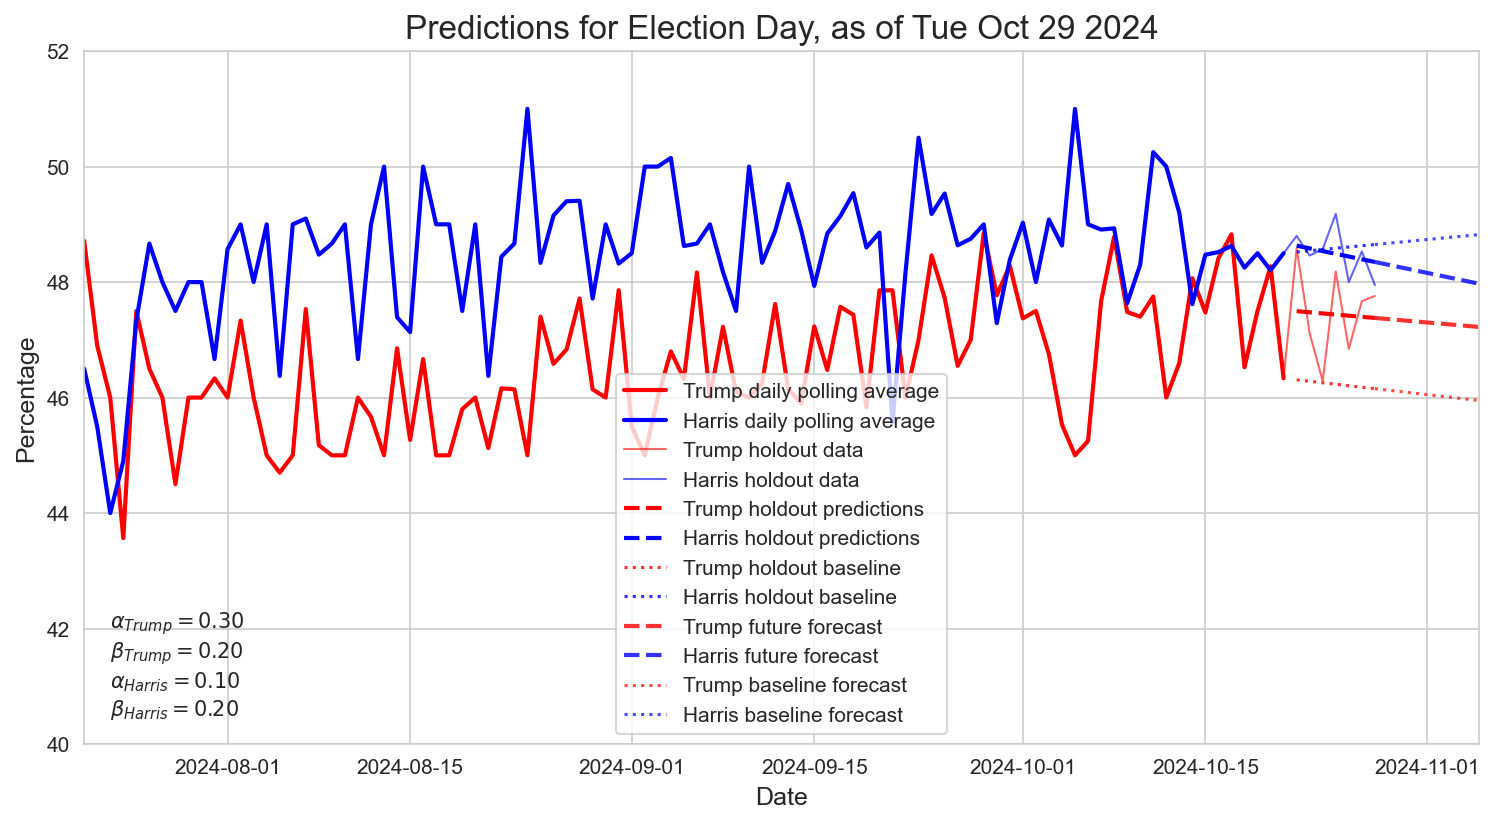 Predictions for Election Day, as of Tue Oct 29 2024
52
50
48
46
44
42
40
Percentage
Trump daily polling average
Harris daily polling average
Trump holdout data
Harris holdout data
Trump holdout predictions
Harris holdout predictions
Trump holdout baseline
Harris holdout baseline
Trump future forecast
Harris future forecast
Trump baseline forecast
Harris baseline forecast
α_Trump = 0.30
β_Trump = 0.20
α_Harris = 0.10
β_Harris = 0.20
2024-08-01 2024-08-15 2024-09-01 2024-09-15 2024-10-01 2024-10-15 2024-11-01
Date